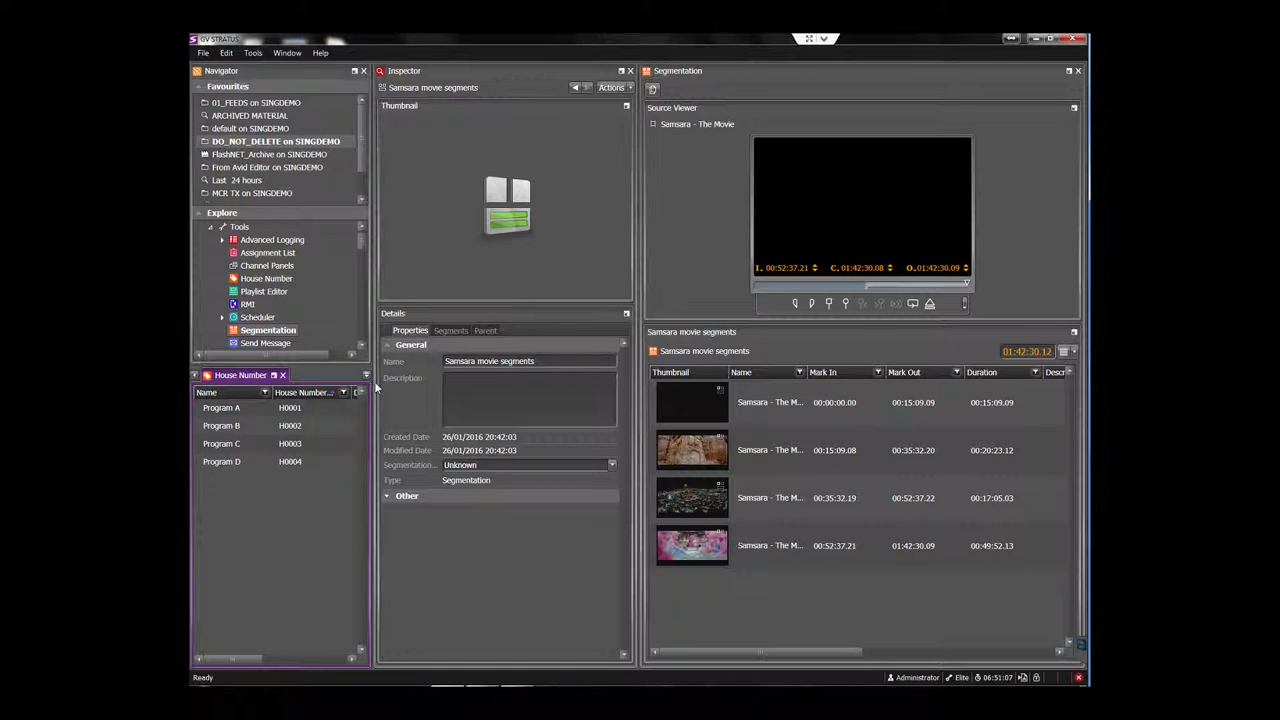 GV STRATUS
File Edit Tools Window Help
Navigator
Favourites
01_FEEDS on SINGDEMO
ARCHIVED MATERIAL
default on SINGDEMO
DO_NOT_DELETE on SINGDEMO
FlashNET_Archive on SINGDEMO
From Avid Editor on SINGDEMO
Last 24 hours
MCR TX on SINGDEMO
Explore
Tools
Advanced Logging
Assignment List
Channel Panels
House Number
Playlist Editor
RMI
Scheduler
Segmentation
Send Message
House Number
Name House Number...
Program A H0001
Program B H0002
Program C H0003
Program D H0004
Inspector
Samsara movie segments Actions
Thumbnail
Details
Properties Segments Parent
General
Name Samsara movie segments
Description
Created Date 26/01/2016 20:42:03
Modified Date 26/01/2016 20:42:03
Segmentation... Unknown
Type Segmentation
Other
Segmentation
Source Viewer
Samsara - The Movie
I. 00:52:37.21 C. 01:42:30.08 O. 01:42:30.09
Samsara movie segments
Samsara movie segments 01:42:30.12
Thumbnail Name Mark In Mark Out Duration Descr
Samsara - The M... 00:00:00.00 00:15:09.09 00:15:09.09
Samsara - The M... 00:15:09.08 00:35:32.20 00:20:23.12
Samsara - The M... 00:35:32.19 00:52:37.22 00:17:05.03
Samsara - The M... 00:52:37.21 01:42:30.09 00:49:52.13
Ready Administrator Elite 06:51:07